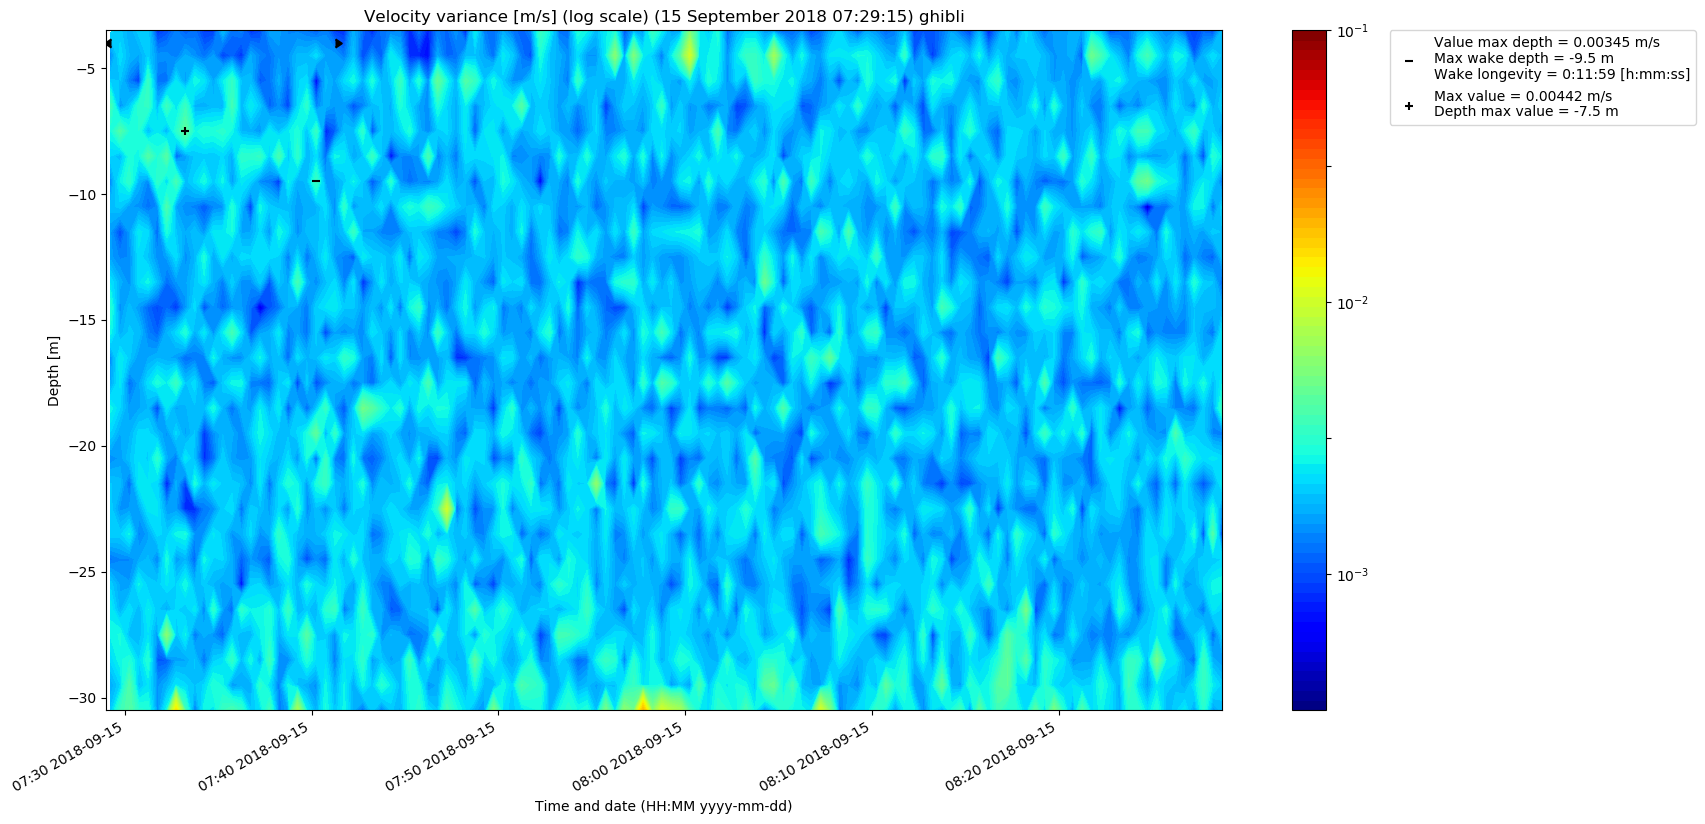 Velocity variance [m/s] (log scale) (15 September 2018 07:29:15) ghibli
Depth [m]
−5
−10
−15
−20
−25
−30
07:30 2018-09-15
07:40 2018-09-15
07:50 2018-09-15
08:00 2018-09-15
08:10 2018-09-15
08:20 2018-09-15
Time and date (HH:MM yyyy-mm-dd)
10⁻¹
10⁻²
10⁻³
Value max depth = 0.00345 m/s
Max wake depth = -9.5 m
Wake longevity = 0:11:59 [h:mm:ss]
Max value = 0.00442 m/s
Depth max value = -7.5 m